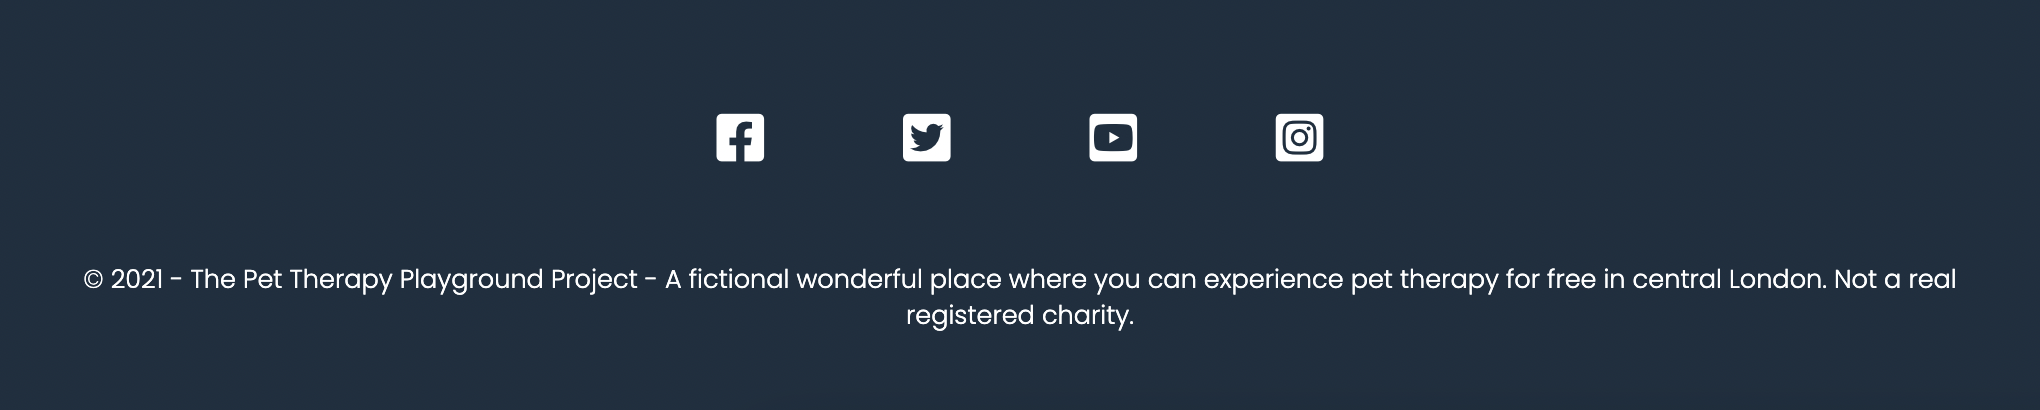 © 2021 - The Pet Therapy Playground Project - A fictional wonderful place where you can experience pet therapy for free in central London. Not a real
registered charity.